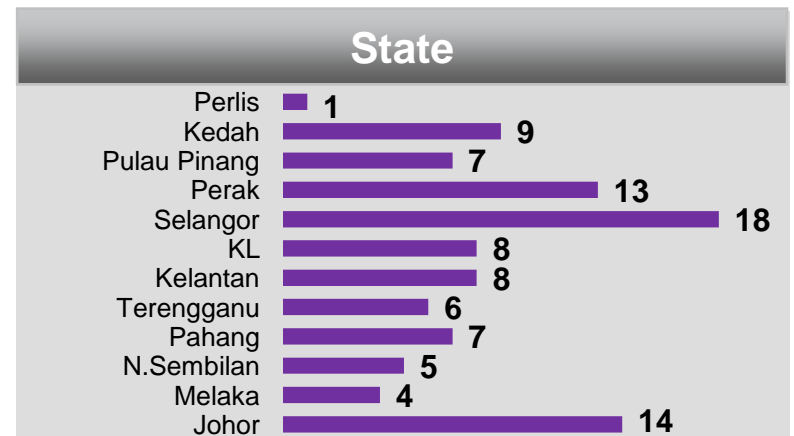 State
Perlis 1
Kedah 9
Pulau Pinang 7
Perak 13
Selangor 18
KL 8
Kelantan 8
Terengganu 6
Pahang 7
N.Sembilan 5
Melaka 4
Johor 14